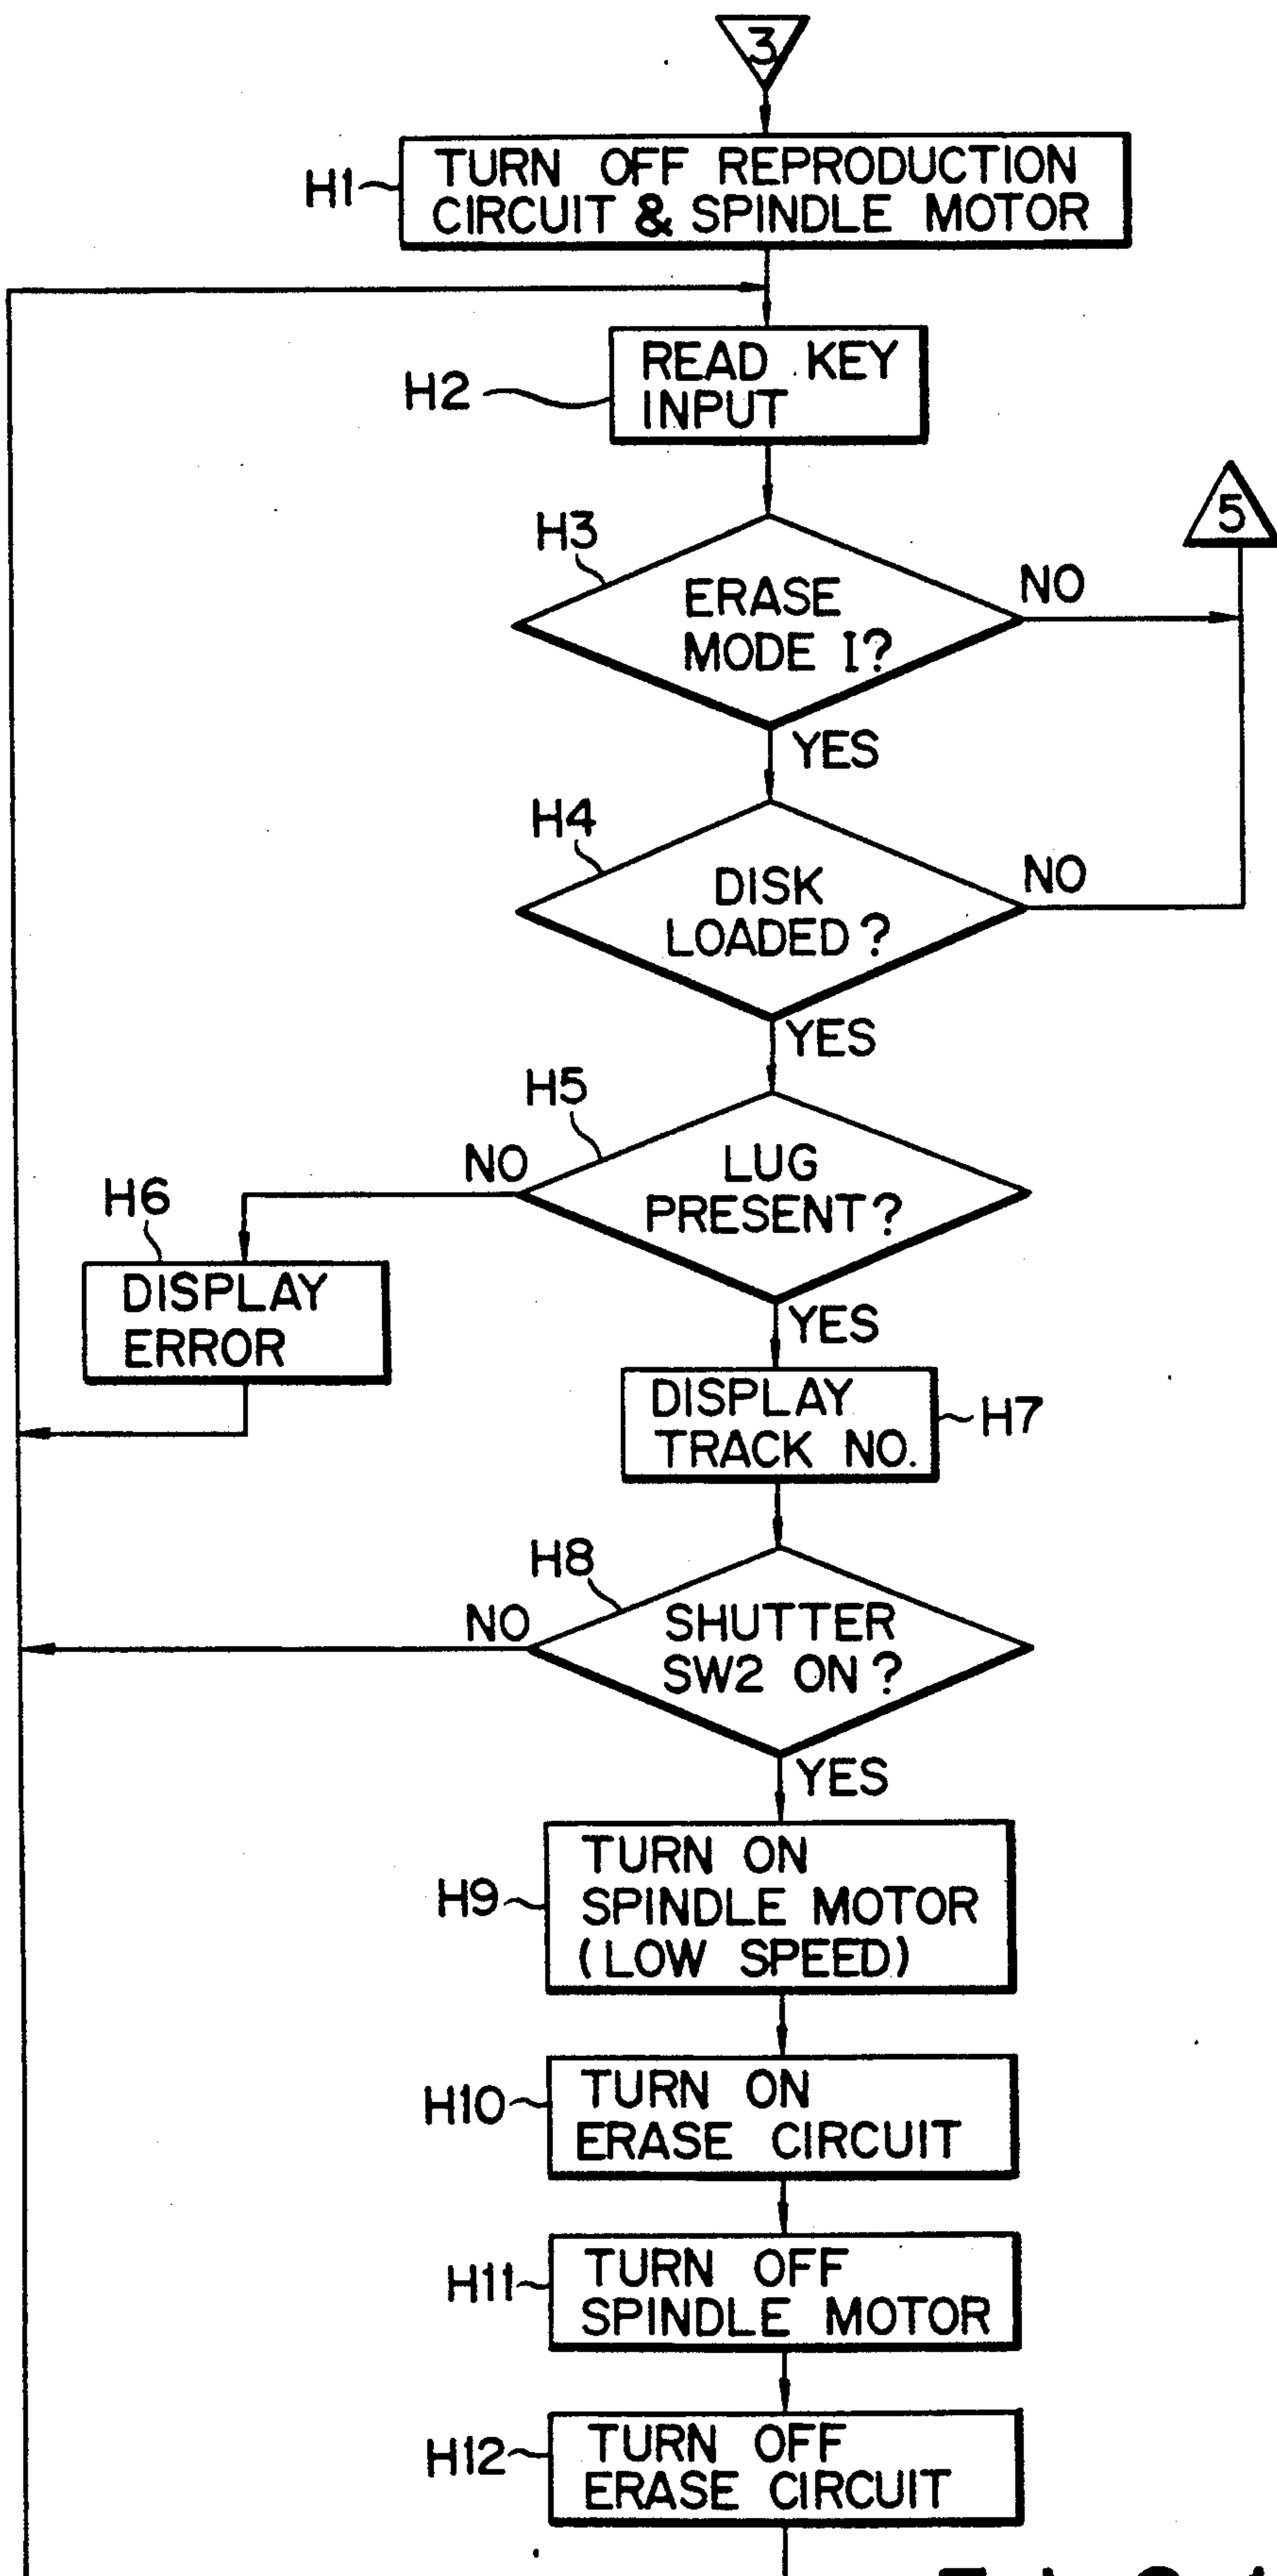 3
H1
TURN OFF REPRODUCTION
CIRCUIT & SPINDLE MOTOR
H2
READ KEY
INPUT
5
H3
ERASE
MODE I?
NO
YES
H4
DISK
LOADED?
NO
YES
H5
LUG
PRESENT?
NO
YES
H6
DISPLAY
ERROR
DISPLAY
TRACK NO.
H7
H8
SHUTTER
SW2 ON?
NO
YES
H9
TURN ON
SPINDLE MOTOR
(LOW SPEED)
H10
TURN ON
ERASE CIRCUIT
H11
TURN OFF
SPINDLE MOTOR
H12
TURN OFF
ERASE CIRCUIT